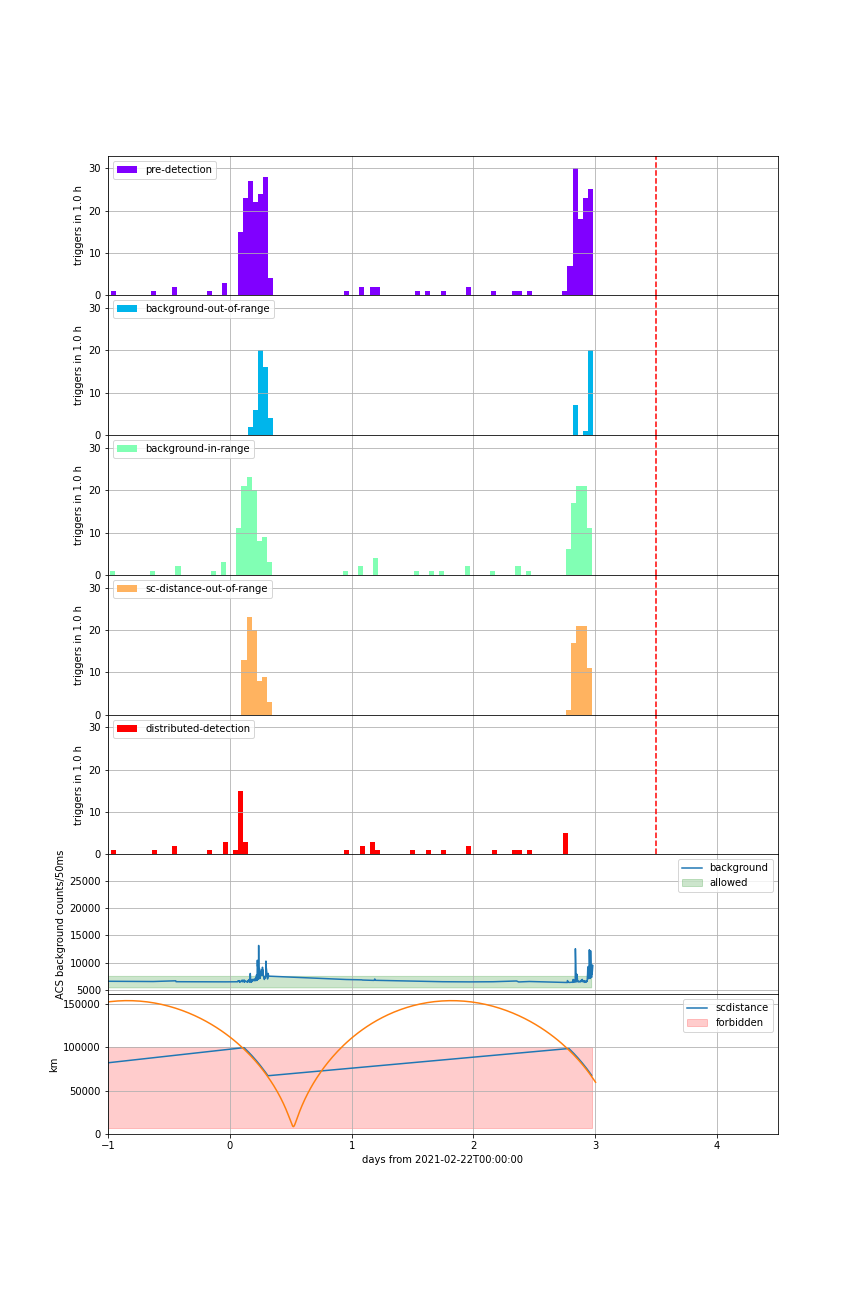 pre-detection
30
20
10
0
triggers in 1.0 h
background-out-of-range
30
20
10
0
triggers in 1.0 h
background-in-range
30
20
10
0
triggers in 1.0 h
sc-distance-out-of-range
30
20
10
0
triggers in 1.0 h
distributed-detection
30
20
10
0
triggers in 1.0 h
background
allowed
25000
20000
15000
10000
5000
ACS background counts/50ms
scdistance
forbidden
150000
100000
50000
0
km
−1 0 1 2 3 4
days from 2021-02-22T00:00:00